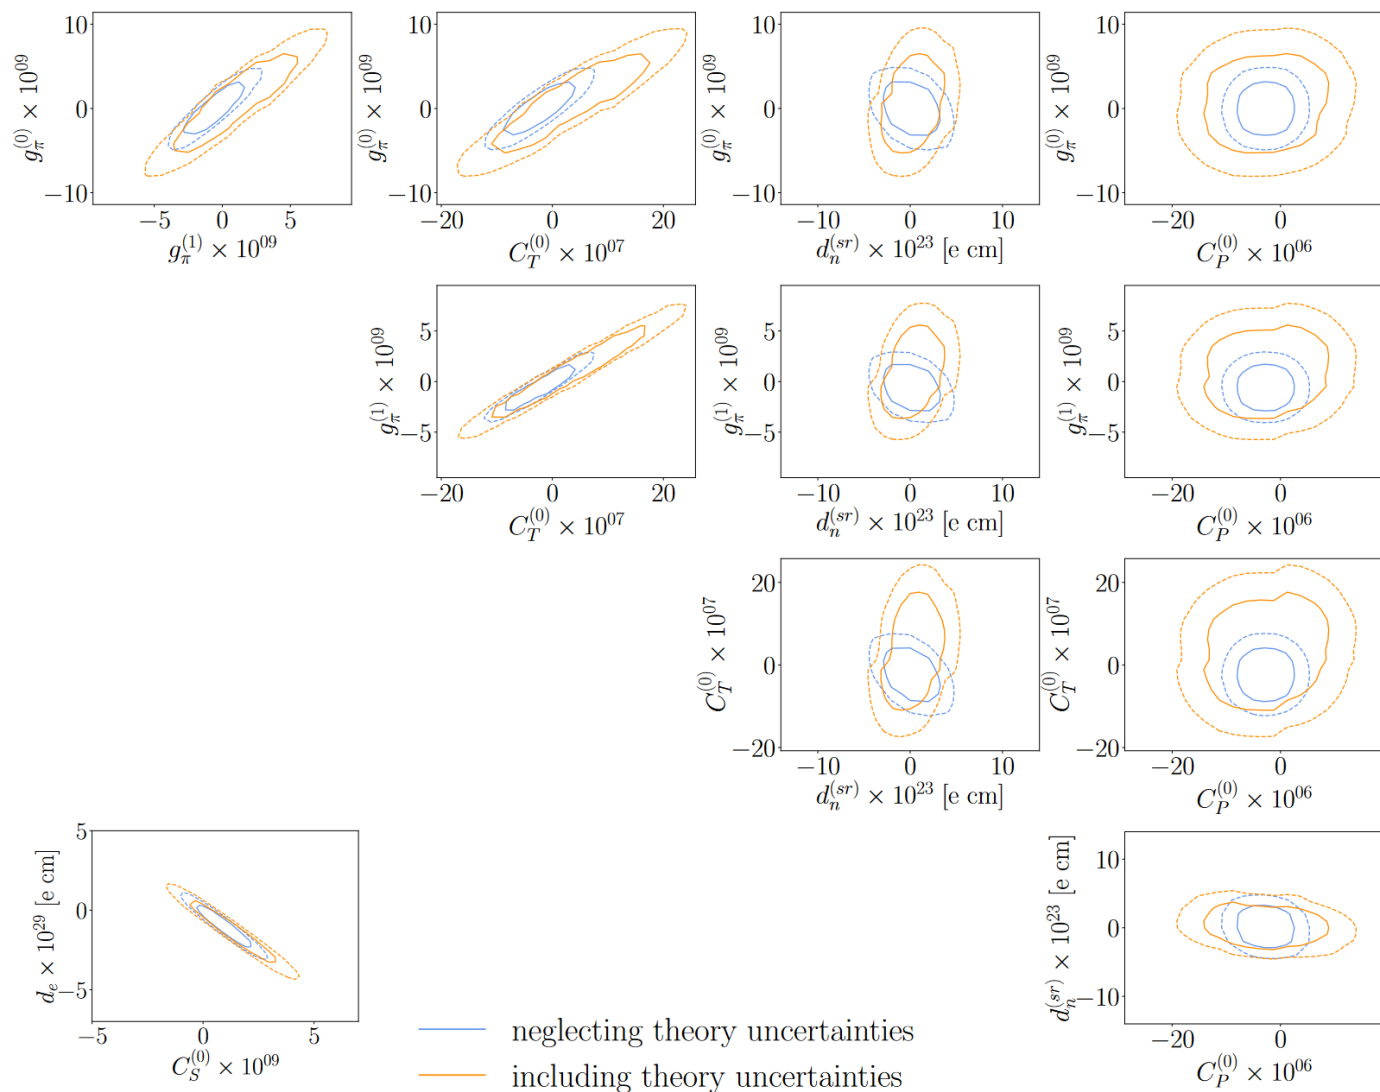 10
0
−10
g_π^(0) × 10^09
−5 0 5
g_π^(1) × 10^09
10
0
−10
g_π^(0) × 10^09
−20 0 20
C_T^(0) × 10^07
10
0
−10
g_π^(0) × 10^09
−10 0 10
d_n^(sr) × 10^23 [e cm]
10
0
−10
g_π^(0) × 10^09
−20 0
C_P^(0) × 10^06
5
0
−5
g_π^(1) × 10^09
−20 0 20
C_T^(0) × 10^07
5
0
−5
g_π^(1) × 10^09
−10 0 10
d_n^(sr) × 10^23 [e cm]
5
0
−5
g_π^(1) × 10^09
−20 0
C_P^(0) × 10^06
20
0
−20
C_T^(0) × 10^07
−10 0 10
d_n^(sr) × 10^23 [e cm]
20
0
−20
C_T^(0) × 10^07
−20 0
C_P^(0) × 10^06
5
0
−5
d_e × 10^29 [e cm]
−5 0 5
C_S^(0) × 10^09
10
0
−10
d_n^(sr) × 10^23 [e cm]
−20 0
C_P^(0) × 10^06
neglecting theory uncertainties
including theory uncertainties